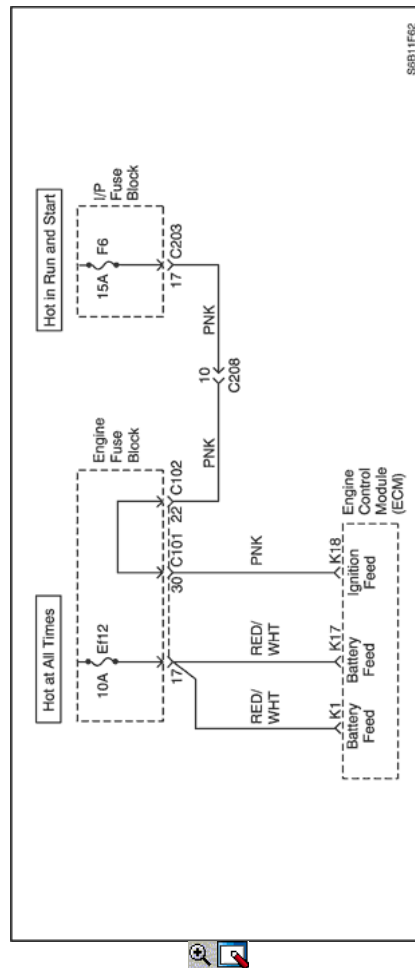 Hot at All Times
Hot in Run and Start
Engine
Fuse
Block
I/P
Fuse
Block
10A
Ef12
15A
F6
17
30
C101
22
C102
17
C203
PNK
10
C208
PNK
RED/
WHT
RED/
WHT
PNK
K1
K17
K18
Battery
Feed
Battery
Feed
Ignition
Feed
Engine
Control
Module
(ECM)
S6B11F62